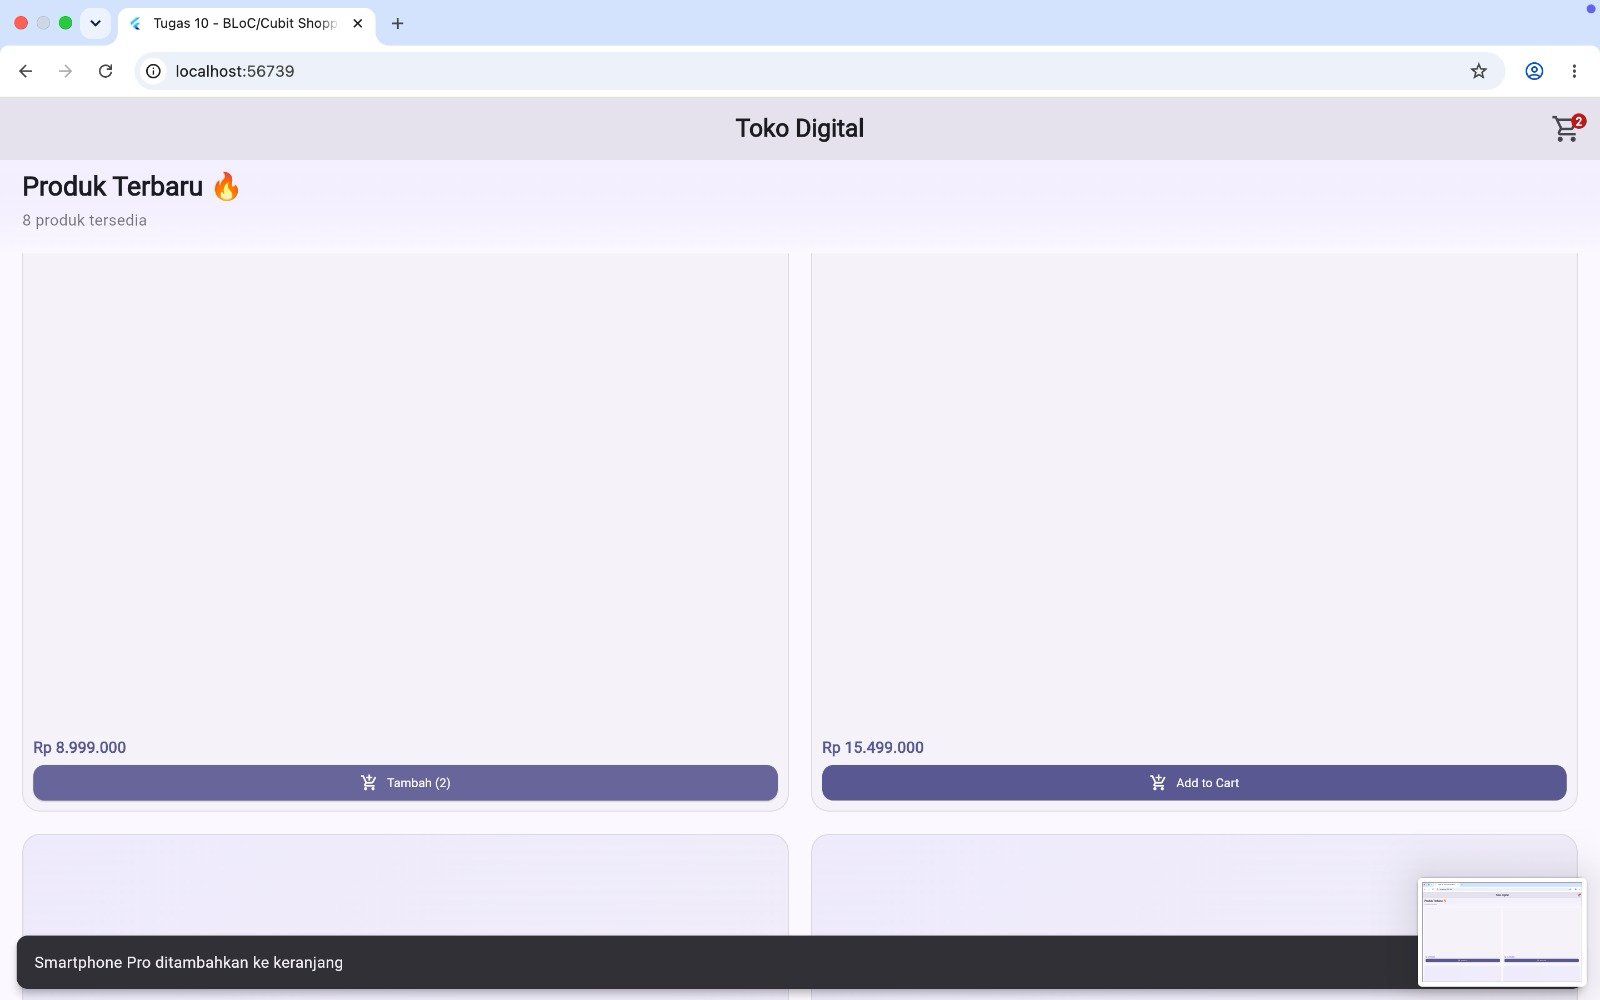 Tugas 10 - BLoC/Cubit Shopp
localhost:56739
Toko Digital
2
Produk Terbaru 🔥
8 produk tersedia
Rp 8.999.000
Rp 15.499.000
Tambah (2)
Add to Cart
Smartphone Pro ditambahkan ke keranjang